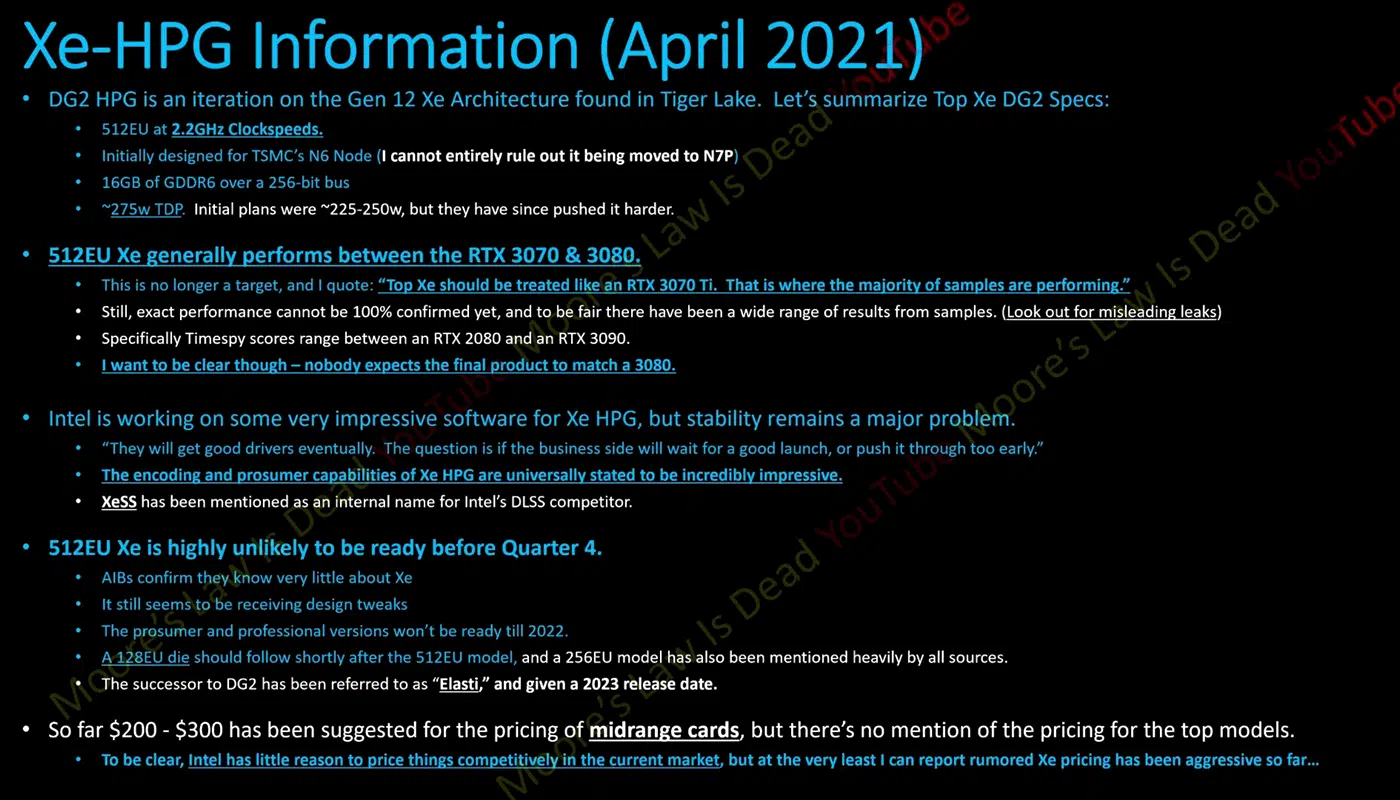 Xe-HPG Information (April 2021)
• DG2 HPG is an iteration on the Gen 12 Xe Architecture found in Tiger Lake.  Let's summarize Top Xe DG2 Specs:
• 512EU at 2.2GHz Clockspeeds.
• Initially designed for TSMC's N6 Node (I cannot entirely rule out it being moved to N7P)
• 16GB of GDDR6 over a 256-bit bus
• ~275w TDP.  Initial plans were ~225-250w, but they have since pushed it harder.
• 512EU Xe generally performs between the RTX 3070 & 3080.
• This is no longer a target, and I quote: “Top Xe should be treated like an RTX 3070 Ti.  That is where the majority of samples are performing.”
• Still, exact performance cannot be 100% confirmed yet, and to be fair there have been a wide range of results from samples. (Look out for misleading leaks)
• Specifically Timespy scores range between an RTX 2080 and an RTX 3090.
• I want to be clear though – nobody expects the final product to match a 3080.
• Intel is working on some very impressive software for Xe HPG, but stability remains a major problem.
• “They will get good drivers eventually.  The question is if the business side will wait for a good launch, or push it through too early.”
• The encoding and prosumer capabilities of Xe HPG are universally stated to be incredibly impressive.
• XeSS has been mentioned as an internal name for Intel's DLSS competitor.
• 512EU Xe is highly unlikely to be ready before Quarter 4.
• AIBs confirm they know very little about Xe
• It still seems to be receiving design tweaks
• The prosumer and professional versions won't be ready till 2022.
• A 128EU die should follow shortly after the 512EU model, and a 256EU model has also been mentioned heavily by all sources.
• The successor to DG2 has been referred to as “Elasti,” and given a 2023 release date.
• So far $200 - $300 has been suggested for the pricing of midrange cards, but there's no mention of the pricing for the top models.
• To be clear, Intel has little reason to price things competitively in the current market, but at the very least I can report rumored Xe pricing has been aggressive so far…
Moore's Law Is Dead YouTube
Moore's Law Is Dead YouTube
Moore's Law Is Dead YouTube
Moore's Law Is Dead YouTube